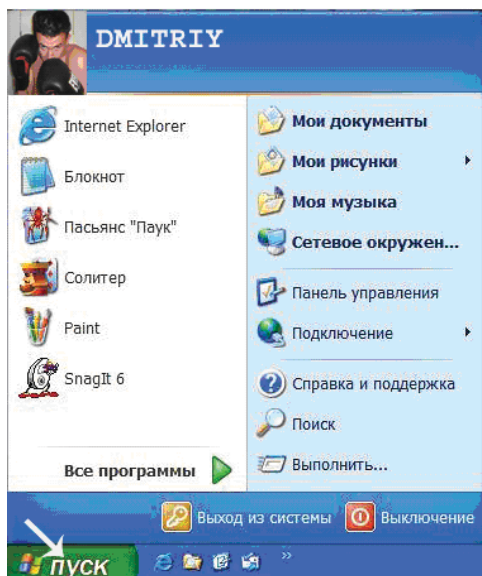 DMITRIY
Internet Explorer
Блокнот
Пасьянс "Паук"
Солитер
Paint
SnagIt 6
Все программы
Мои документы
Мои рисунки
Моя музыка
Сетевое окружен...
Панель управления
Подключение
Справка и поддержка
Поиск
Выполнить...
Выход из системы
Выключение
пуск